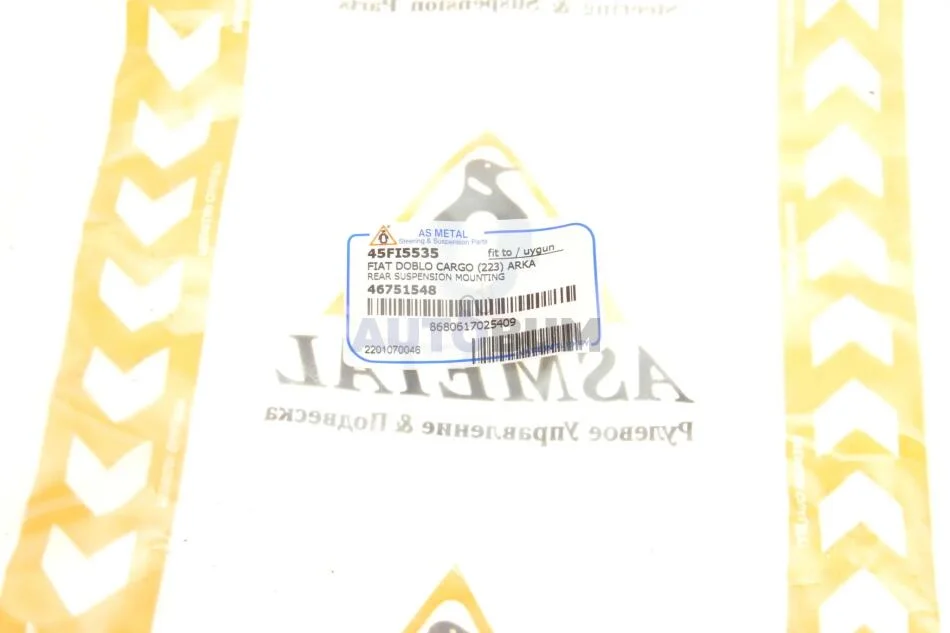 Steering & Suspension Parts
AS METAL
Steering & Suspension Parts
45FI5535 fit to / uygun
FIAT DOBLO CARGO (223) ARKA
REAR SUSPENSION MOUNTING
46751548
8680617025409
AUTOBUM
2201070046
ASMETAL
Рулевое Управление & Подвеска